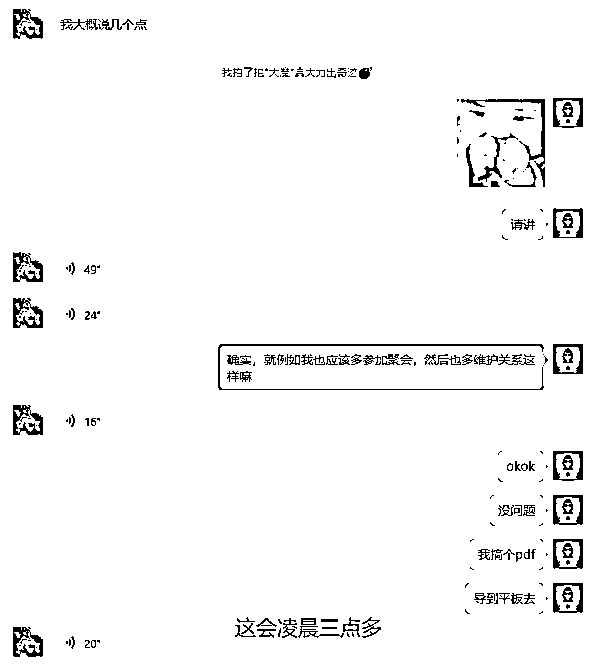 我大概说几个点
我拍了拍"大魔"真大力出奇迹💣
请讲
49"
24"
确实，就例如我也应该多参加聚会，然后也多维护关系这
样嘛
16"
okok
没问题
我搞个pdf
导到平板去
这会凌晨三点多
20"